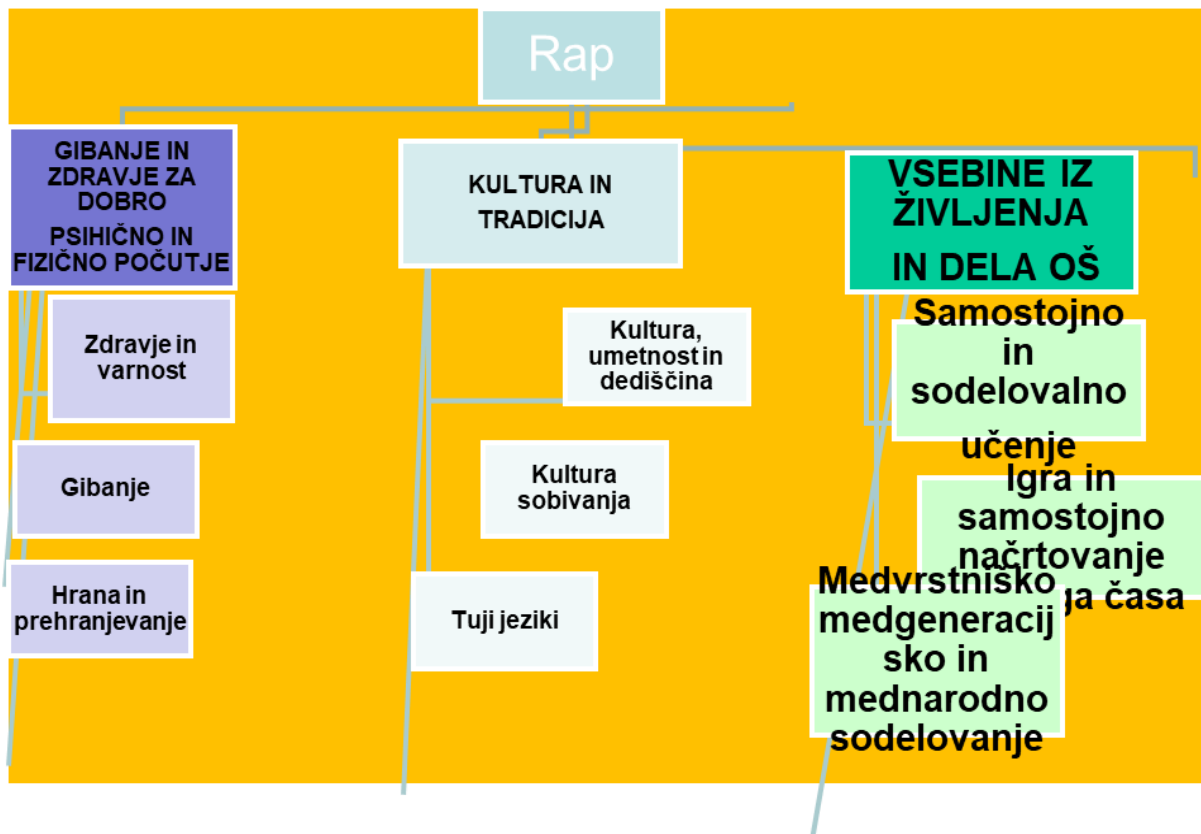 Rap
GIBANJE IN
ZDRAVJE ZA
DOBRO
PSIHIČNO IN
FIZIČNO POČUTJE
Zdravje in
varnost
Gibanje
Hrana in
prehranjevanje
KULTURA IN
TRADICIJA
Kultura,
umetnost in
dediščina
Kultura
sobivanja
Tuji jeziki
VSEBINE IZ
ŽIVLJENJA
IN DELA OŠ
Samostojno
in
sodelovalno
učenje
Igra in
samostojno
načrtovanje
časa
Medvrstniško
medgeneracij
sko in
mednarodno
sodelovanje